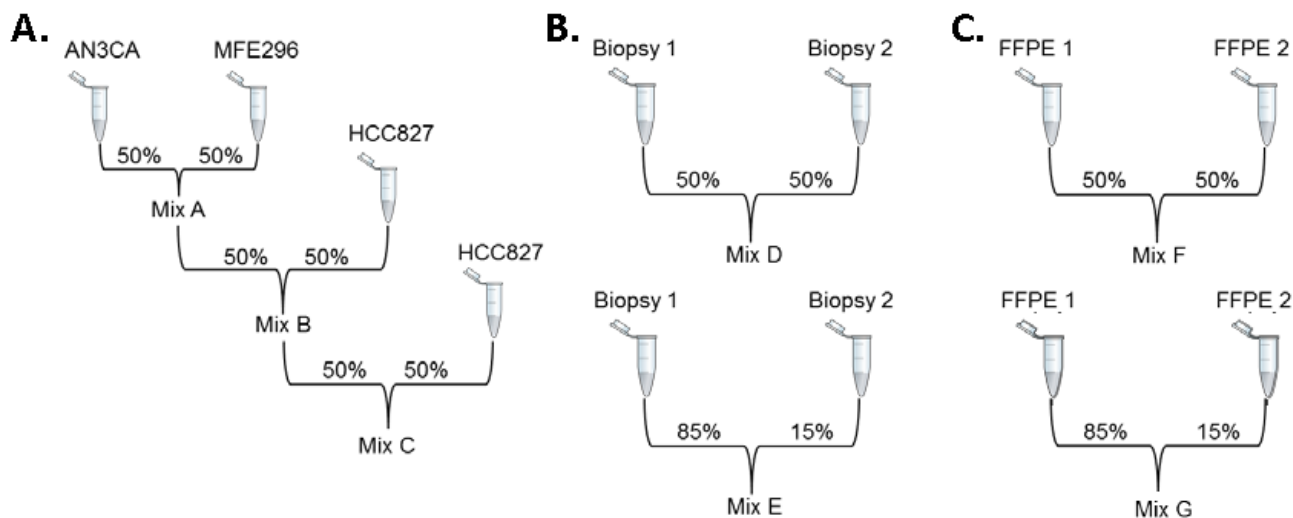 A.
AN3CA
MFE296
50%
50%
Mix A
HCC827
50%
50%
Mix B
HCC827
50%
50%
Mix C
B.
Biopsy 1
Biopsy 2
50%
50%
Mix D
Biopsy 1
Biopsy 2
85%
15%
Mix E
C.
FFPE 1
FFPE 2
50%
50%
Mix F
FFPE 1
FFPE 2
85%
15%
Mix G